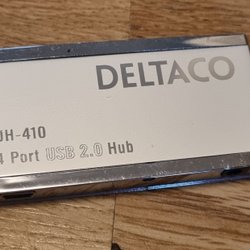 DELTACO
UH-410
4 Port USB 2.0 Hub